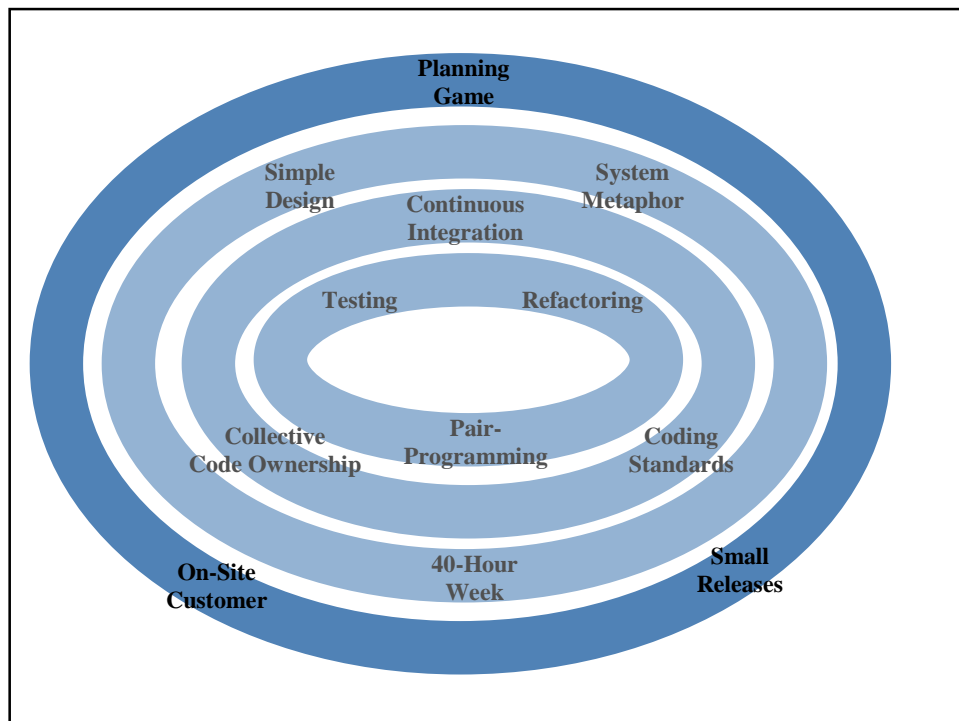 Planning
Game
Simple
Design
System
Metaphor
Continuous
Integration
Testing
Refactoring
Collective
Code Ownership
Pair-
Programming
Coding
Standards
On-Site
Customer
40-Hour
Week
Small
Releases